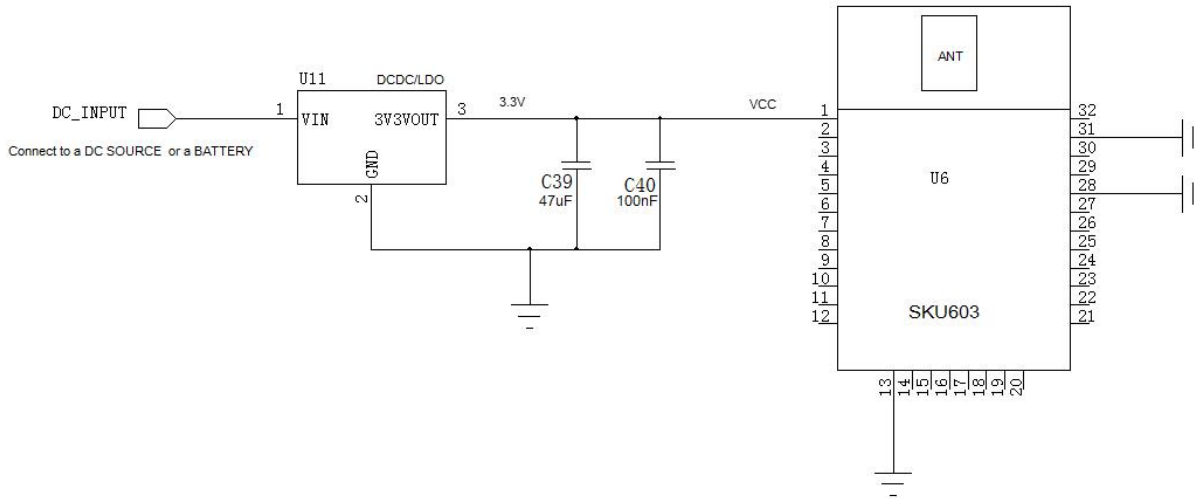 ANT
U11
DCDC/LDO
DC_INPUT
1
VIN
3V3VOUT
3
3.3V
VCC
GND
2
Connect to a DC SOURCE or a BATTERY
C39
47uF
C40
100nF
1
2
3
4
5
6
7
8
9
10
11
12
U6
SKU603
32
31
30
29
28
27
26
25
24
23
22
21
13
14
15
16
17
18
19
20